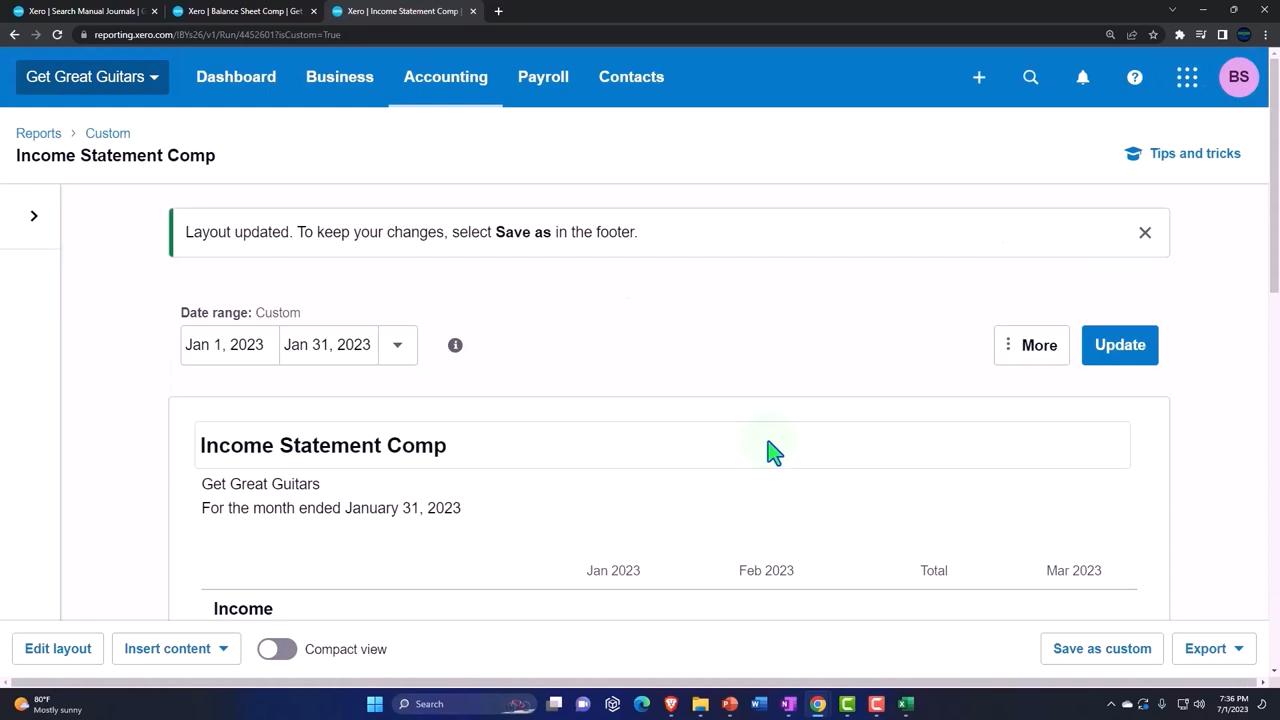 Xero | Search Manual Journals | G
Xero | Balance Sheet Comp | Get
Xero | Income Statement Comp |
reporting.xero.com/!BYs26/v1/Run/4452601?isCustom=True
Get Great Guitars
Dashboard
Business
Accounting
Payroll
Contacts
BS
Reports > Custom
Income Statement Comp
Tips and tricks
Layout updated. To keep your changes, select Save as in the footer.
Date range: Custom
Jan 1, 2023
Jan 31, 2023
More
Update
Income Statement Comp
Get Great Guitars
For the month ended January 31, 2023
Jan 2023 Feb 2023 Total Mar 2023
Income
Edit layout
Insert content
Compact view
Save as custom
Export
80°F
Mostly sunny
Search
7:36 PM
7/1/2023